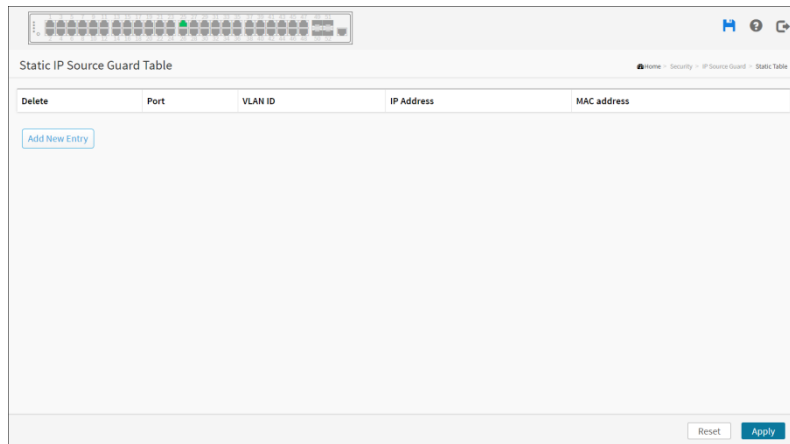 Static IP Source Guard Table
Home > Security > IP Source Guard > Static Table
Delete Port VLAN ID IP Address MAC address
Add New Entry
Reset Apply